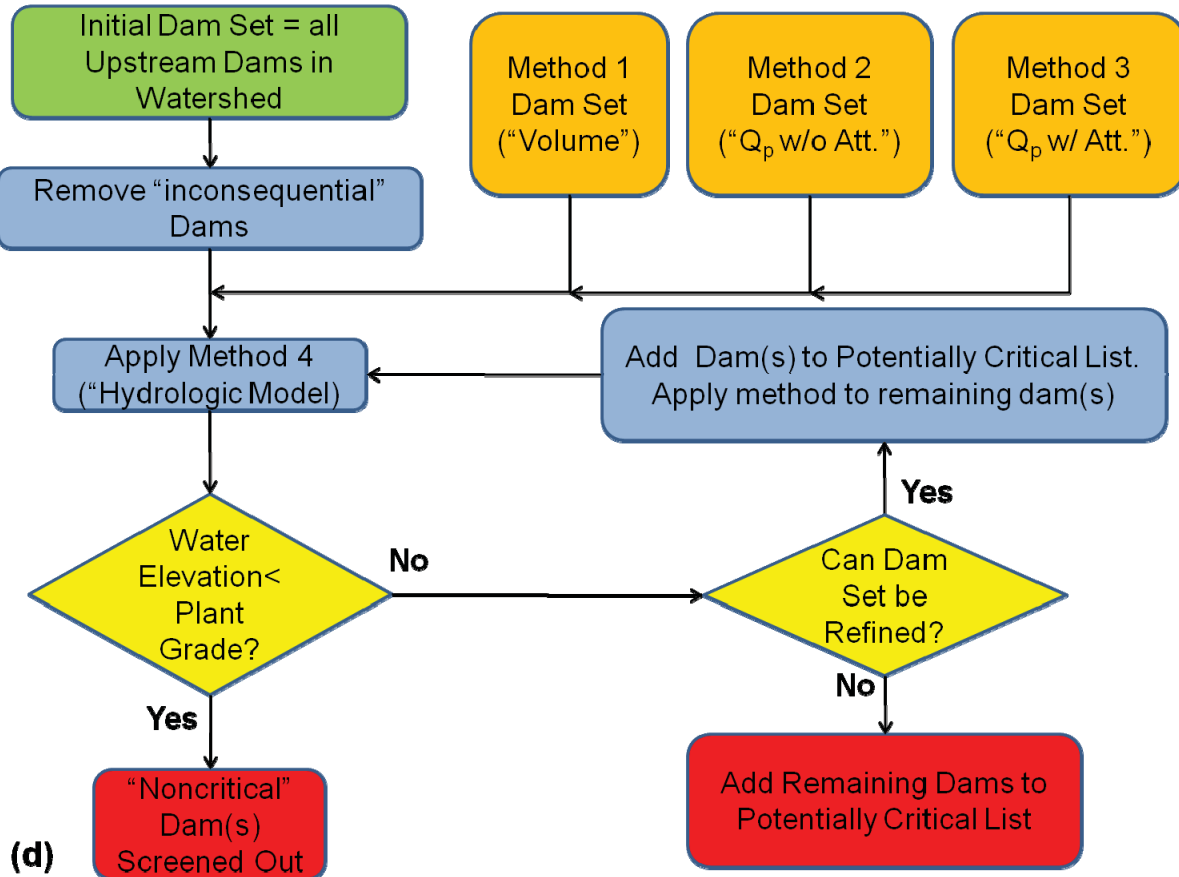 Initial Dam Set = all
Upstream Dams in
Watershed
Method 1
Dam Set
(“Volume”)
Method 2
Dam Set
(“Qp w/o Att.”)
Method 3
Dam Set
(“Qp w/ Att.”)
Remove “inconsequential”
Dams
Apply Method 4
(“Hydrologic Model)
Add Dam(s) to Potentially Critical List.
Apply method to remaining dam(s)
Yes
Water
Elevation<
Plant
Grade?
No
Can Dam
Set be
Refined?
No
Yes
“Noncritical”
Dam(s)
Screened Out
Add Remaining Dams to
Potentially Critical List
(d)